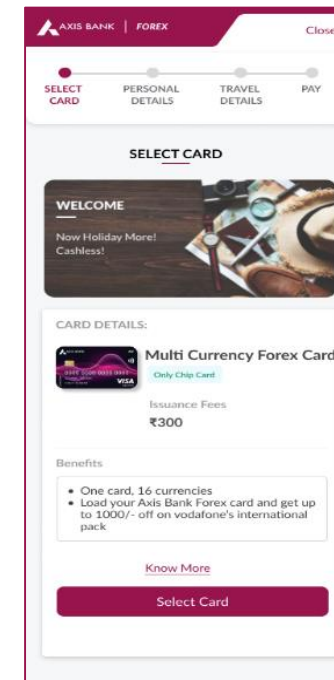 AXIS BANK | FOREX
Close
SELECT CARD
PERSONAL DETAILS
TRAVEL DETAILS
PAY
SELECT CARD
WELCOME
Now Holiday More!
Cashless!
CARD DETAILS:
Multi Currency Forex Card
Only Chip Card
VISA
Issuance Fees
₹300
Benefits
• One card, 16 currencies
• Load your Axis Bank Forex card and get up
to 1000/- off on vodafone's international
pack
Know More
Select Card